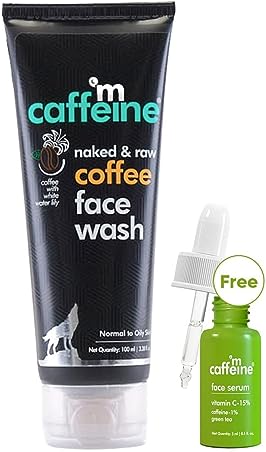 'm
caffeine®
naked & raw
coffee
face
wash
coffee
with
white
water lily
Normal to Oily Skin
Net Quantity: 100 ml |
Free
'm
caffeine®
face serum
vitamin C-15%
caffeine-1%
green tea